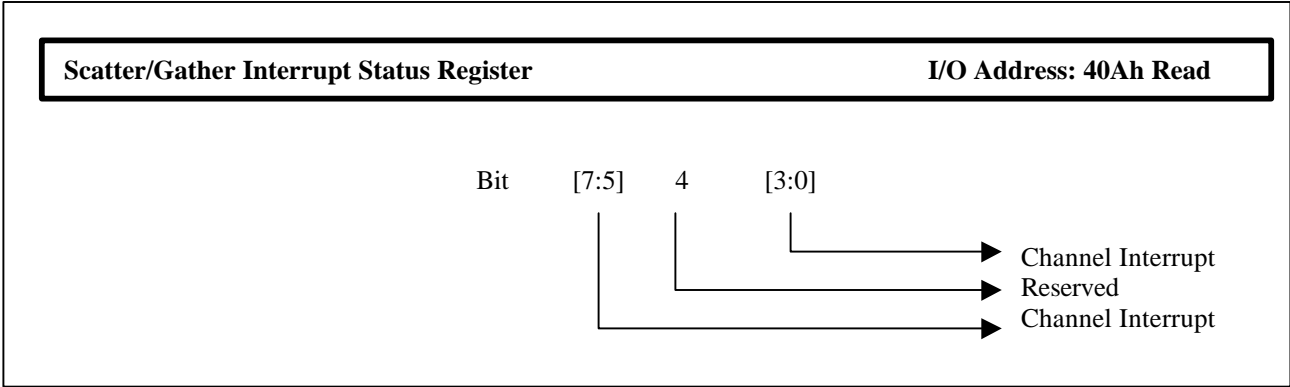 Scatter/Gather Interrupt Status Register I/O Address: 40Ah Read
Bit [7:5] 4 [3:0]
Channel Interrupt
Reserved
Channel Interrupt